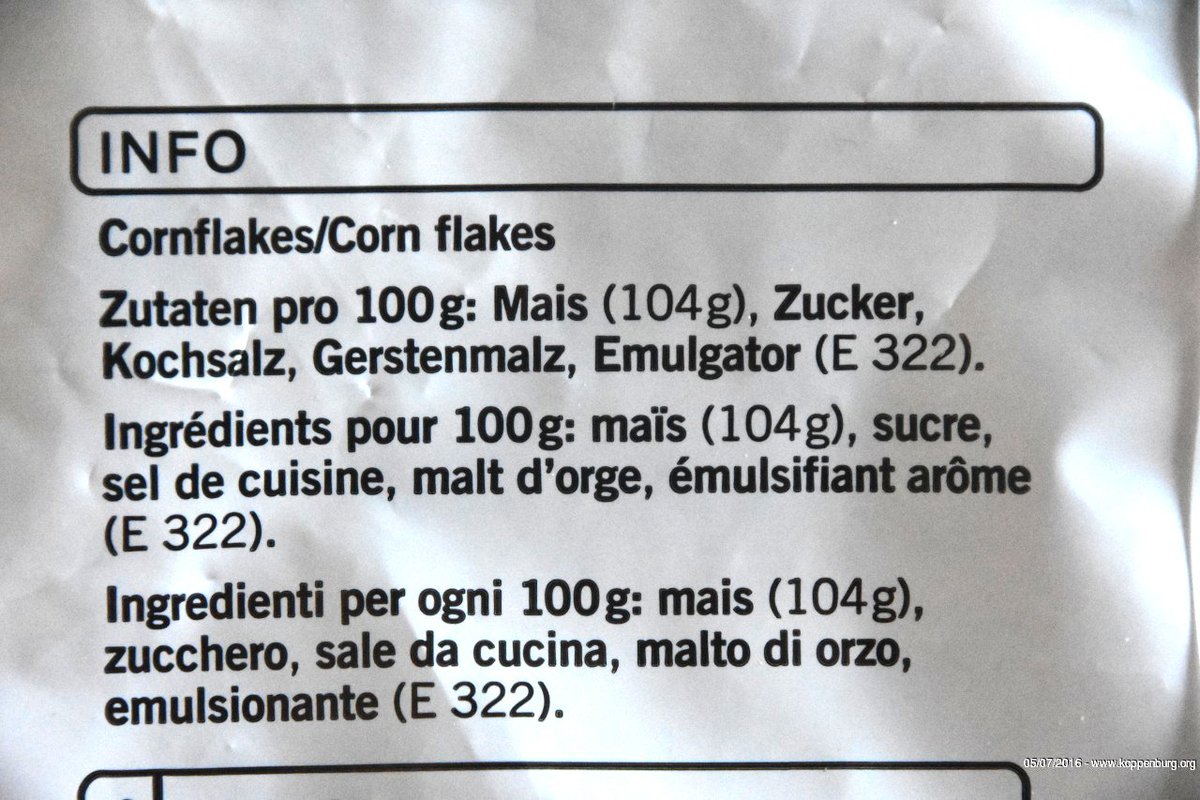 INFO
Cornflakes/Corn flakes
Zutaten pro 100g: Mais (104g), Zucker,
Kochsalz, Gerstenmalz, Emulgator (E 322).
Ingrédients pour 100g: maïs (104g), sucre,
sel de cuisine, malt d'orge, émulsifiant arôme
(E 322).
Ingredienti per ogni 100g: mais (104g),
zucchero, sale da cucina, malto di orzo,
emulsionante (E 322).
05/07/2016 - www.koppenburg.org